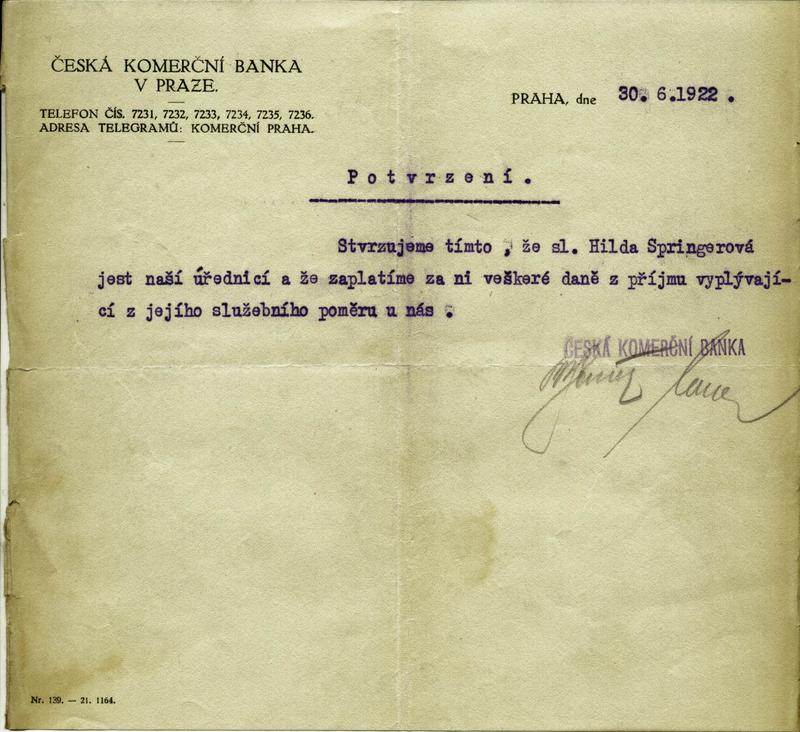 ČESKÁ KOMERČNÍ BANKA
V PRAZE.
TELEFON ČÍS. 7231, 7232, 7233, 7234, 7235, 7236.
ADRESA TELEGRAMŮ: KOMERČNÍ PRAHA.
PRAHA, dne 30. 6.1922 .
Potvrzení.
Stvrzujeme tímto , že sl. Hilda Springerová
jest naší úřednicí a že zaplatíme za ni veškeré daně z příjmu vyplývají-
cí z jejího služebního poměru u nás .
ČESKÁ KOMERČNÍ BANKA
Nr. 139. — 21. 1164.